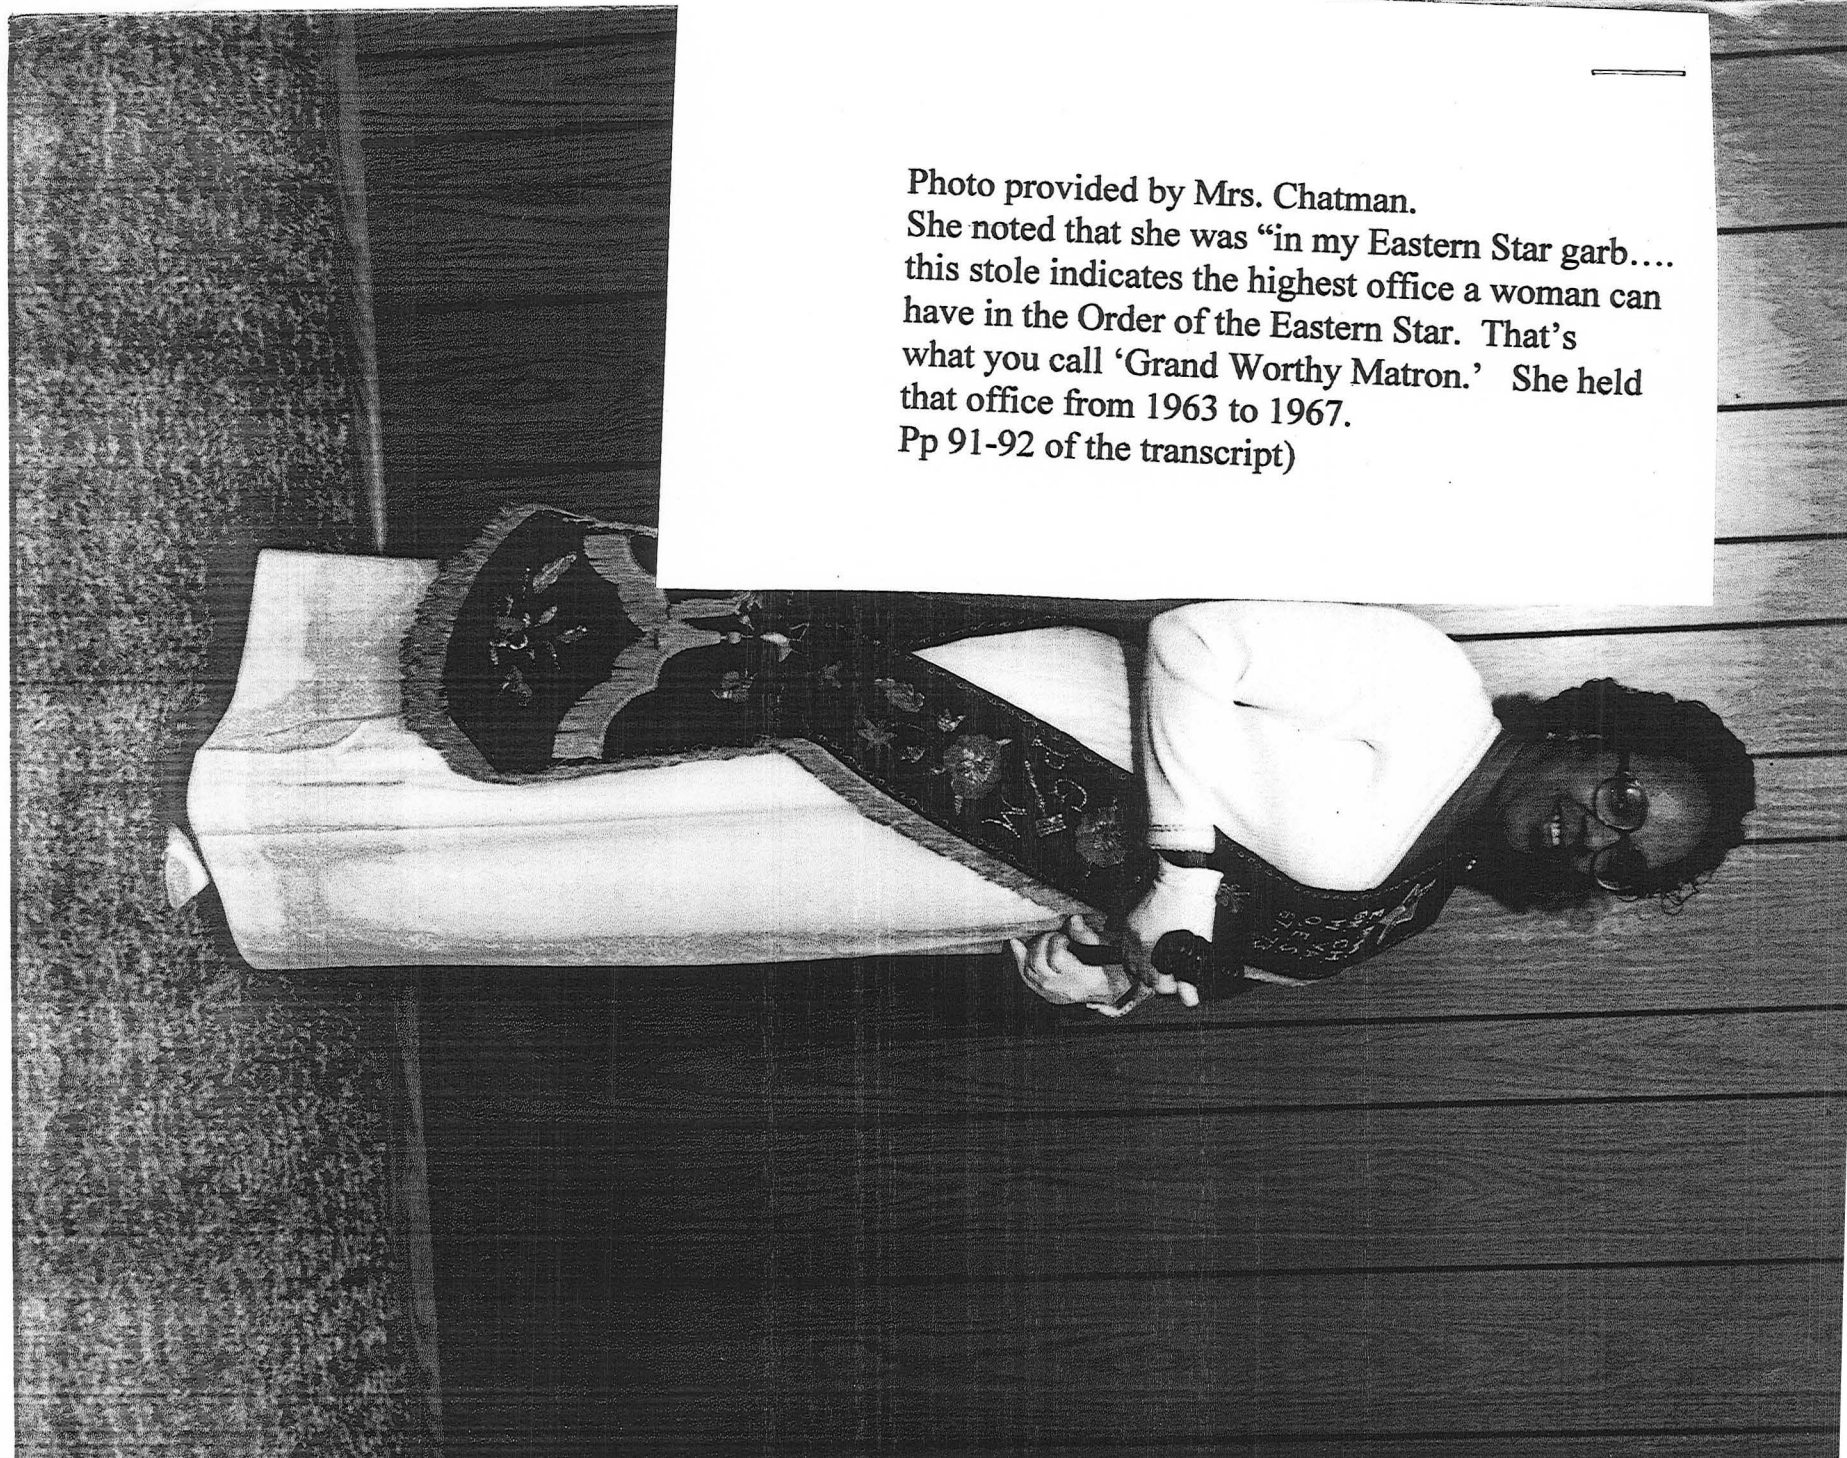 Photo provided by Mrs. Chatman.
She noted that she was “in my Eastern Star garb….
this stole indicates the highest office a woman can
have in the Order of the Eastern Star.  That’s
what you call ‘Grand Worthy Matron.’   She held
that office from 1963 to 1967.
Pp 91-92 of the transcript)